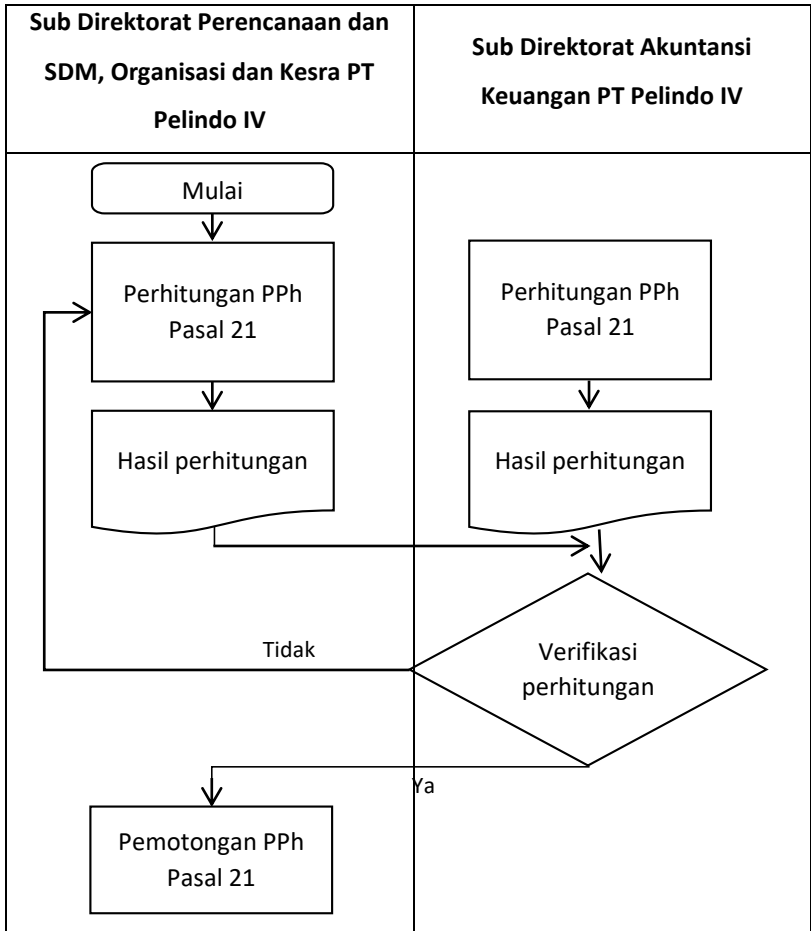 Sub Direktorat Perencanaan dan
SDM, Organisasi dan Kesra PT
Pelindo IV
Sub Direktorat Akuntansi
Keuangan PT Pelindo IV
Mulai
Perhitungan PPh
Pasal 21
Perhitungan PPh
Pasal 21
Hasil perhitungan
Hasil perhitungan
Tidak
Verifikasi
perhitungan
Ya
Pemotongan PPh
Pasal 21